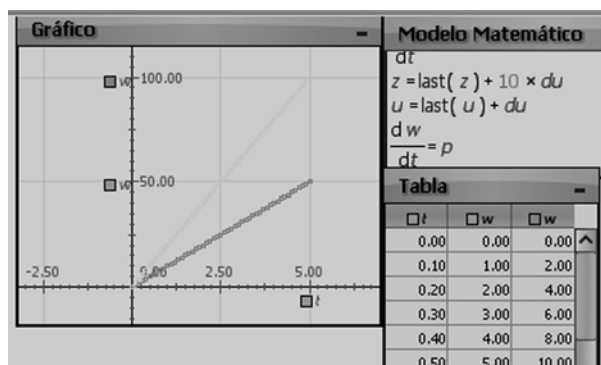 Gráfico
-
w 100.00
w 50.00
-2.50 0.00 2.50 5.00
t
Modelo Matemático
dt
z = last( z ) + 10 × du
u = last( u ) + du
d w
dt
= p
Tabla
-
t w w
0.00 0.00 0.00
0.10 1.00 2.00
0.20 2.00 4.00
0.30 3.00 6.00
0.40 4.00 8.00
0.50 5.00 10.00